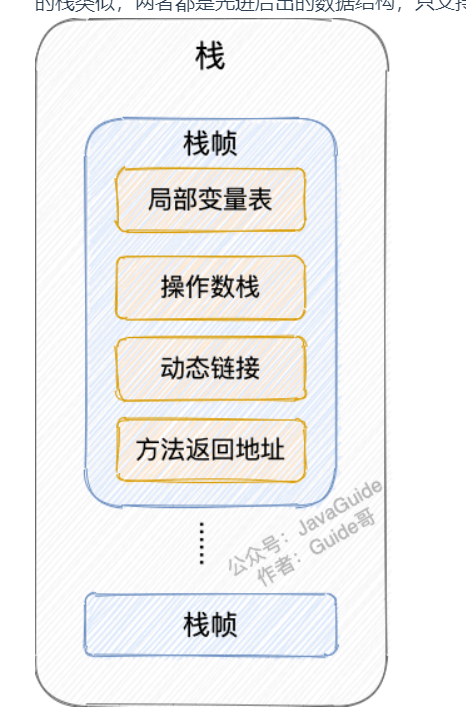 的栈类似，两者都是先进后出的数据结构，只支持
栈
栈帧
局部变量表
操作数栈
动态链接
方法返回地址
……
公众号：JavaGuide
作者：Guide哥
栈帧